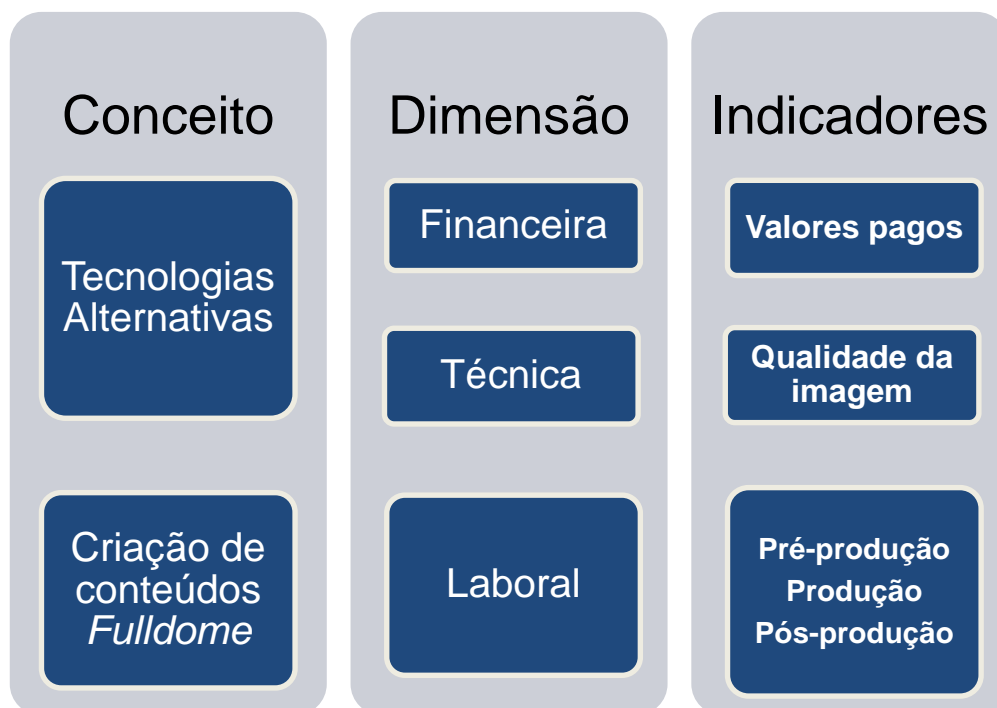 Conceito
Tecnologias
Alternativas
Criação de
conteúdos
Fulldome
Dimensão
Financeira
Técnica
Laboral
Indicadores
Valores pagos
Qualidade da
imagem
Pré-produção
Produção
Pós-produção